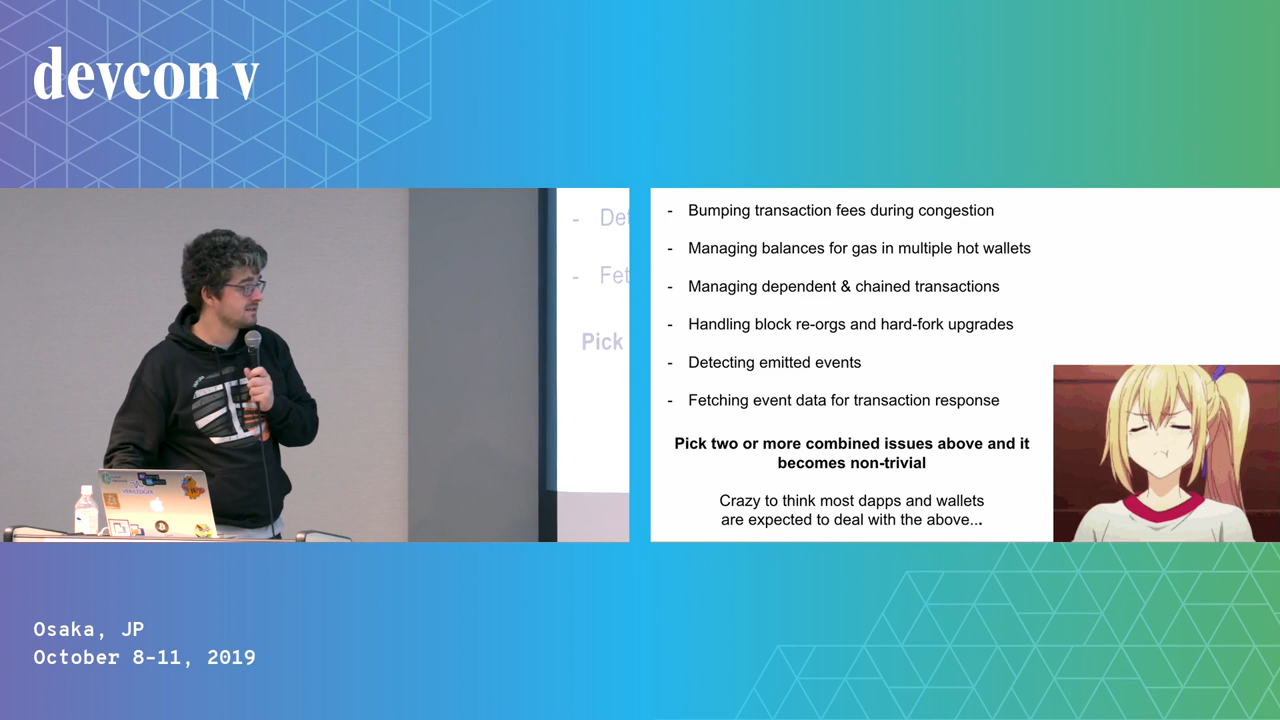 devcon v
- De
- Fet
Pick
- Bumping transaction fees during congestion
- Managing balances for gas in multiple hot wallets
- Managing dependent & chained transactions
- Handling block re-orgs and hard-fork upgrades
- Detecting emitted events
- Fetching event data for transaction response
Pick two or more combined issues above and it
becomes non-trivial
Crazy to think most dapps and wallets
are expected to deal with the above...
Osaka, JP
October 8-11, 2019